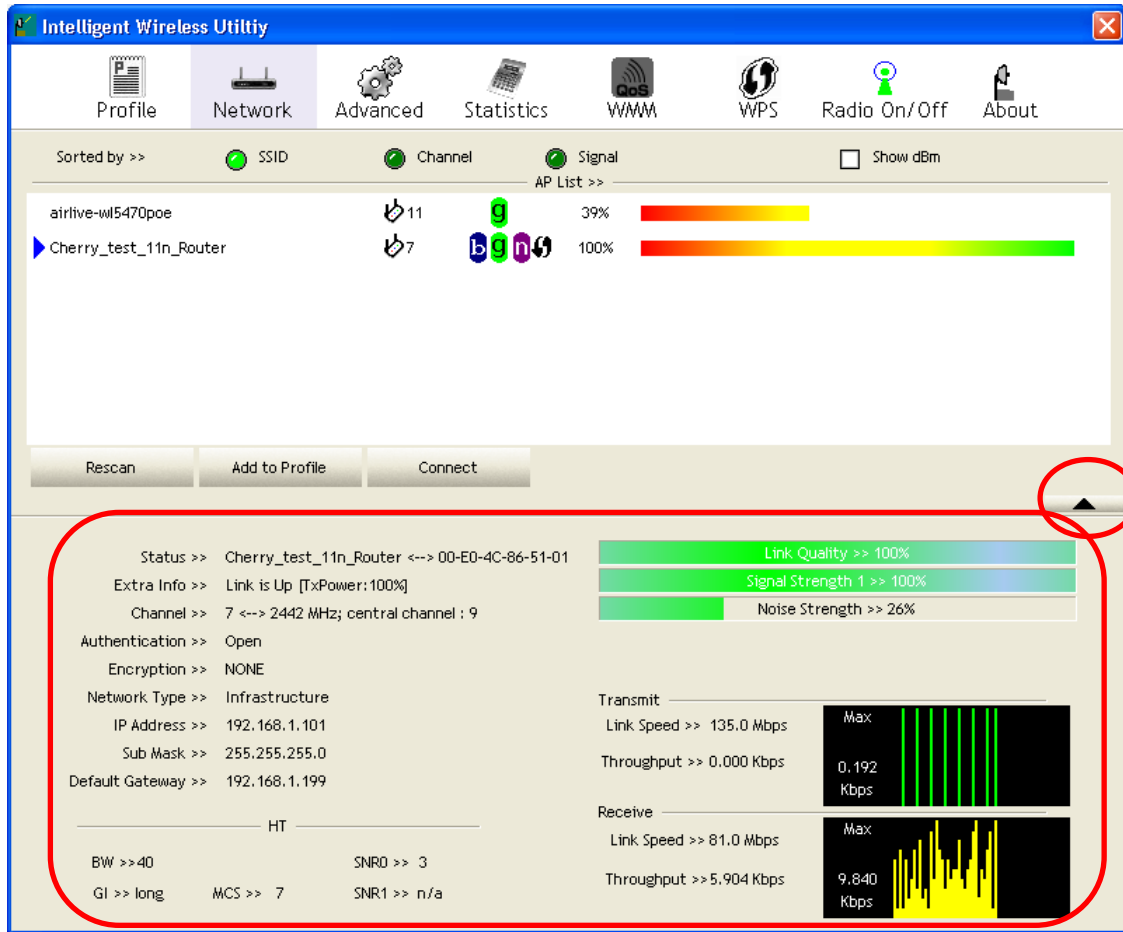 Intelligent Wireless Utiltiy
Profile Network Advanced Statistics QoS WMM WPS Radio On/Off About
Sorted by >> SSID Channel Signal Show dBm
AP List >>
airlive-wl5470poe 11 g 39%
Cherry_test_11n_Router 7 b g n 100%
Rescan Add to Profile Connect
Status >> Cherry_test_11n_Router <--> 00-E0-4C-86-51-01
Extra Info >> Link is Up [TxPower:100%]
Channel >> 7 <--> 2442 MHz; central channel : 9
Authentication >> Open
Encryption >> NONE
Network Type >> Infrastructure
IP Address >> 192.168.1.101
Sub Mask >> 255.255.255.0
Default Gateway >> 192.168.1.199
HT
BW >>40 SNR0 >> 3
GI >> long MCS >> 7 SNR1 >> n/a
Link Quality >> 100%
Signal Strength 1 >> 100%
Noise Strength >> 26%
Transmit
Link Speed >> 135.0 Mbps
Throughput >> 0.000 Kbps
Max
0.192
Kbps
Receive
Link Speed >> 81.0 Mbps
Throughput >>5.904 Kbps
Max
9.840
Kbps